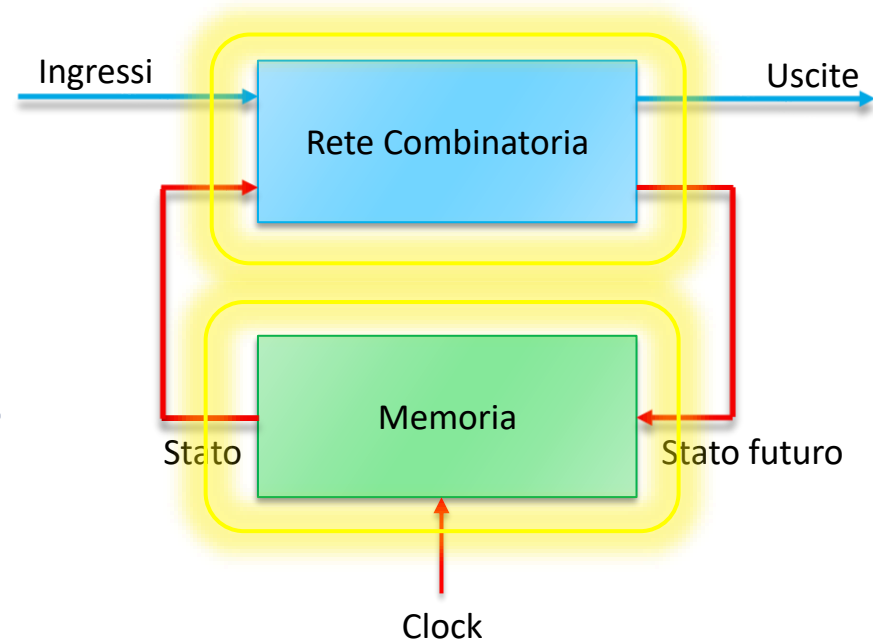 Ingressi
Uscite
Rete Combinatoria
Memoria
Stato
Stato futuro
Clock